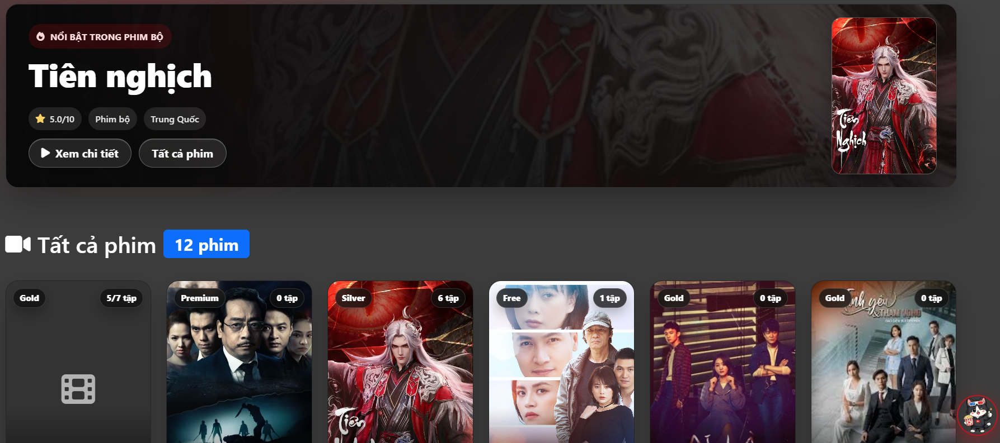 NỔI BẬT TRONG PHIM BỘ
Tiên nghịch
5.0/10
Phim bộ
Trung Quốc
Xem chi tiết
Tất cả phim
Tiên
Nghịch
Tất cả phim
12 phim
Gold
5/7 tập
Premium
0 tập
Silver
6 tập
Tiên
Free
1 tập
Gold
0 tập
Gold
0 tập
Tình yêu
& THAM VỌNG